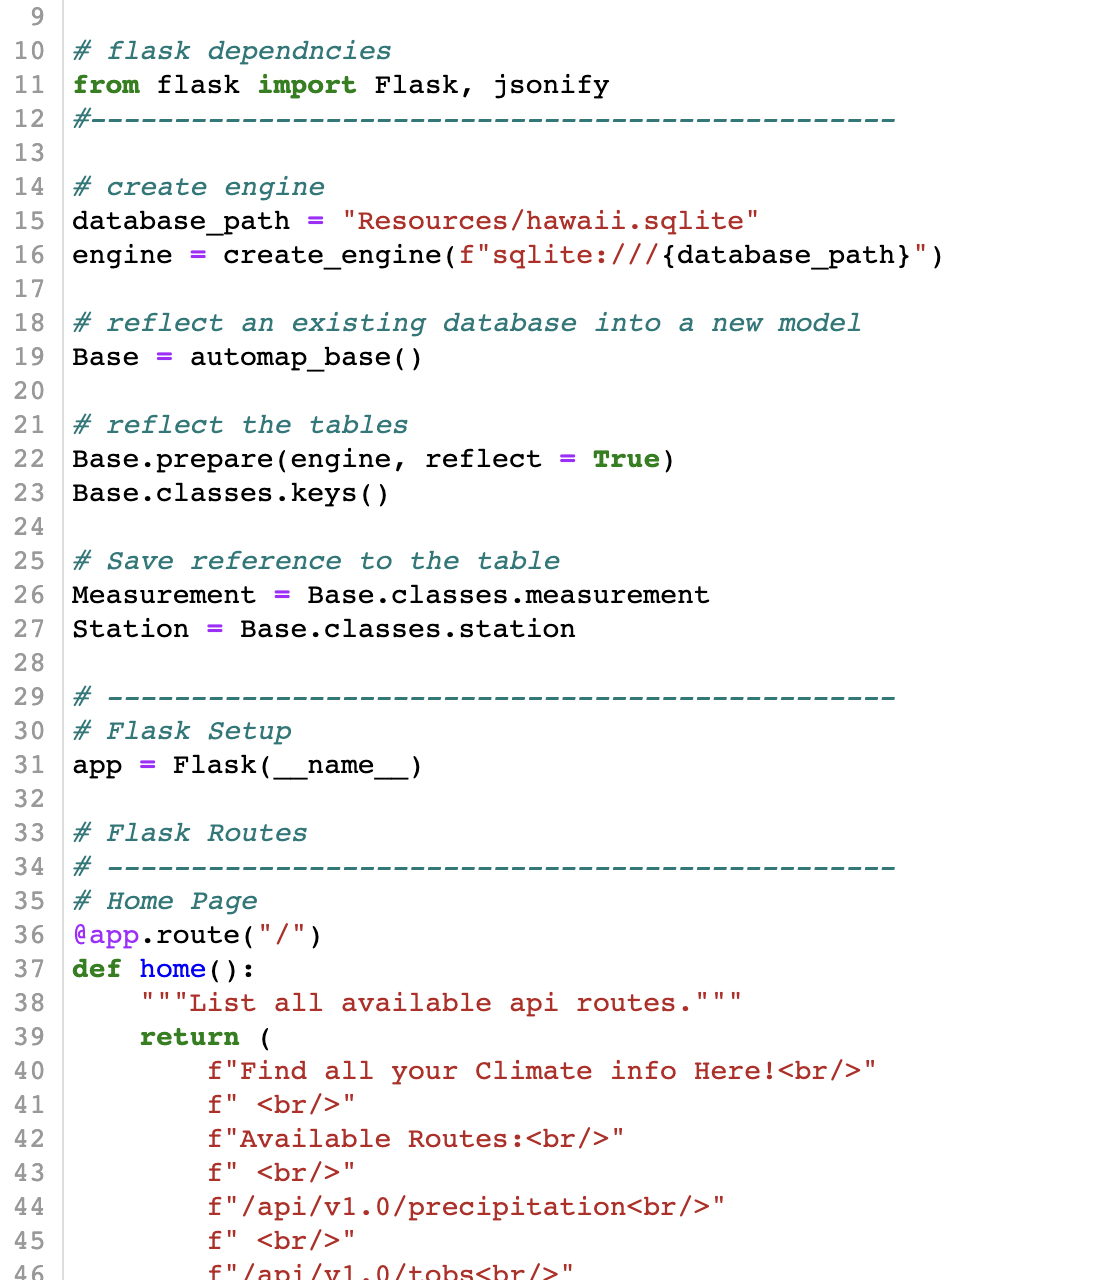 9
10 # flask dependncies
11 from flask import Flask, jsonify
12 #------------------------------------------------
13
14 # create engine
15 database_path = "Resources/hawaii.sqlite"
16 engine = create_engine(f"sqlite:///{database_path}")
17
18 # reflect an existing database into a new model
19 Base = automap_base()
20
21 # reflect the tables
22 Base.prepare(engine, reflect = True)
23 Base.classes.keys()
24
25 # Save reference to the table
26 Measurement = Base.classes.measurement
27 Station = Base.classes.station
28
29 # -----------------------------------------------
30 # Flask Setup
31 app = Flask(__name__)
32
33 # Flask Routes
34 # -----------------------------------------------
35 # Home Page
36 @app.route("/")
37 def home():
38     """List all available api routes."""
39     return (
40         f"Find all your Climate info Here!<br/>"
41         f" <br/>"
42         f"Available Routes:<br/>"
43         f" <br/>"
44         f"/api/v1.0/precipitation<br/>"
45         f" <br/>"
46         f"/api/v1.0/tobs<br/>"